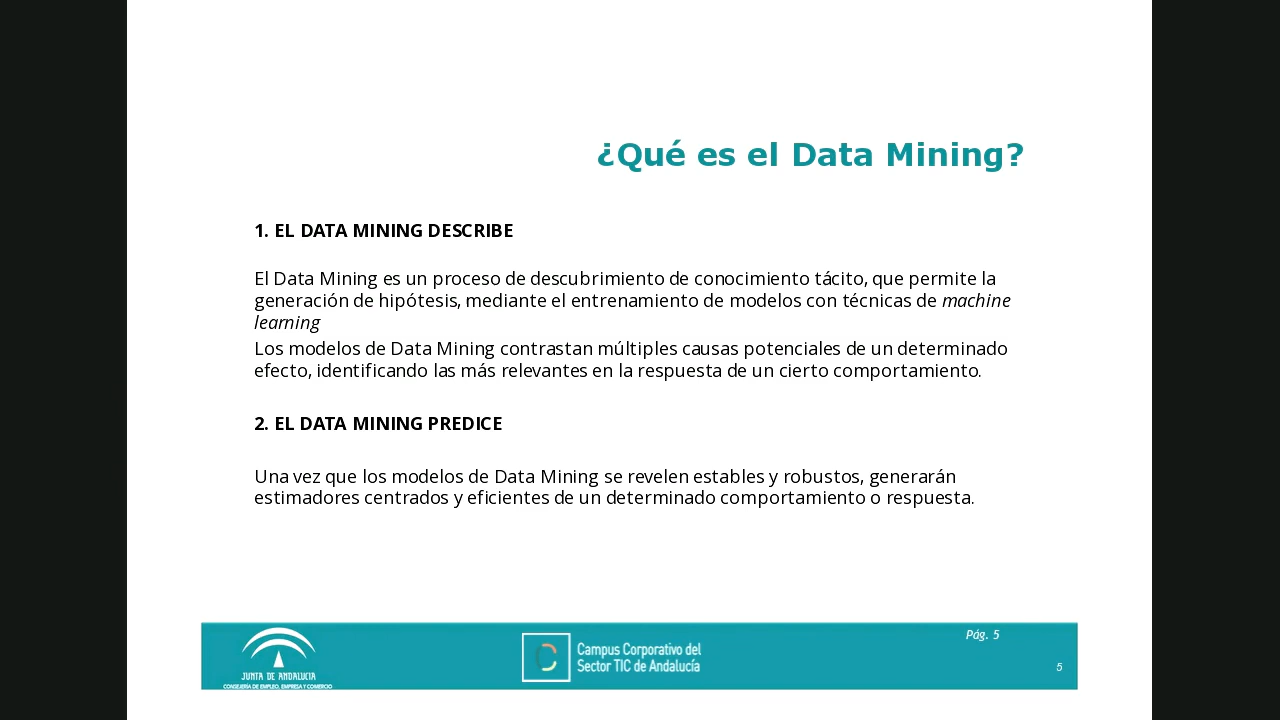 ¿Qué es el Data Mining?
1. EL DATA MINING DESCRIBE
El Data Mining es un proceso de descubrimiento de conocimiento tácito, que permite la
generación de hipótesis, mediante el entrenamiento de modelos con técnicas de machine
learning
Los modelos de Data Mining contrastan múltiples causas potenciales de un determinado
efecto, identificando las más relevantes en la respuesta de un cierto comportamiento.
2. EL DATA MINING PREDICE
Una vez que los modelos de Data Mining se revelen estables y robustos, generarán
estimadores centrados y eficientes de un determinado comportamiento o respuesta.
JUNTA DE ANDALUCIA
CONSEJERÍA DE EMPLEO, EMPRESA Y COMERCIO
Campus Corporativo del
Sector TIC de Andalucía
Pág. 5
5